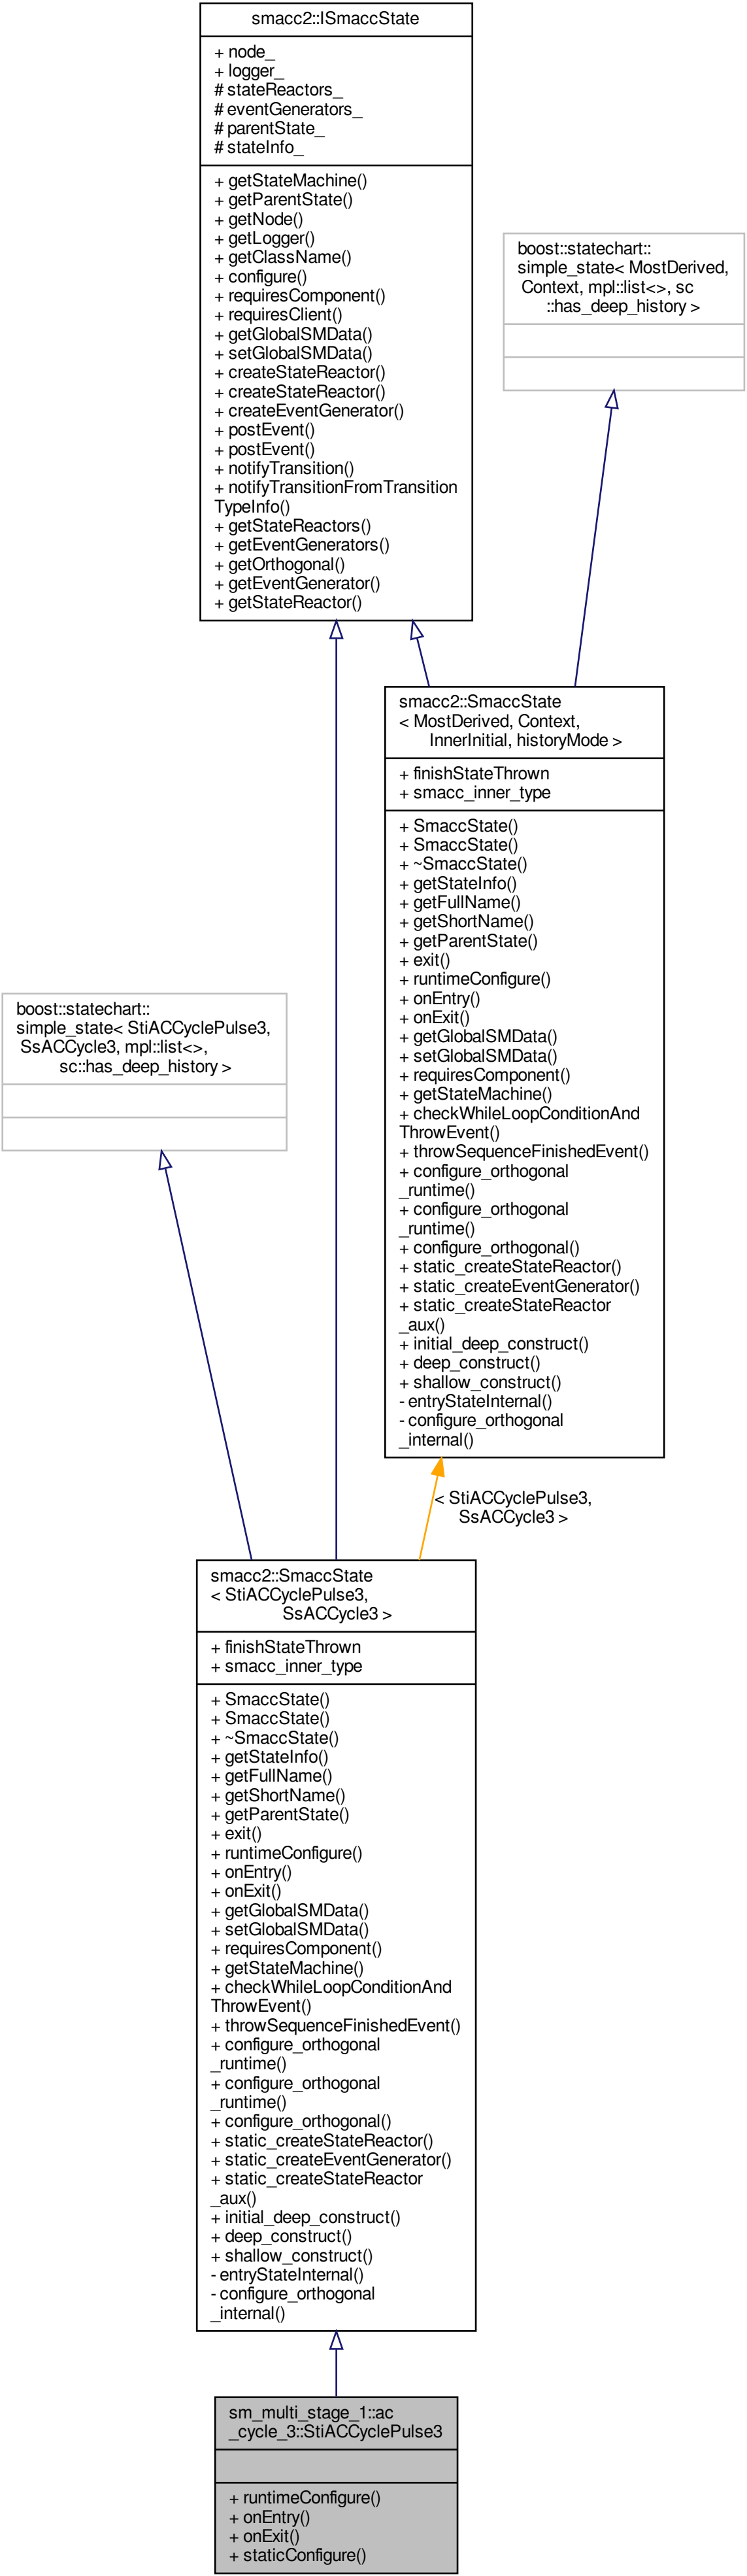 smacc2::ISmaccState
+ node_
+ logger_
# stateReactors_
# eventGenerators_
# parentState_
# stateInfo_
+ getStateMachine()
+ getParentState()
+ getNode()
+ getLogger()
+ getClassName()
+ configure()
+ requiresComponent()
+ requiresClient()
+ getGlobalSMData()
+ setGlobalSMData()
+ createStateReactor()
+ createStateReactor()
+ createEventGenerator()
+ postEvent()
+ postEvent()
+ notifyTransition()
+ notifyTransitionFromTransition
TypeInfo()
+ getStateReactors()
+ getEventGenerators()
+ getOrthogonal()
+ getEventGenerator()
+ getStateReactor()
boost::statechart::
simple_state< MostDerived,
Context, mpl::list<>, sc
::has_deep_history >
smacc2::SmaccState
< MostDerived, Context,
InnerInitial, historyMode >
+ finishStateThrown
+ smacc_inner_type
+ SmaccState()
+ SmaccState()
+ ~SmaccState()
+ getStateInfo()
+ getFullName()
+ getShortName()
+ getParentState()
+ exit()
+ runtimeConfigure()
+ onEntry()
+ onExit()
+ getGlobalSMData()
+ setGlobalSMData()
+ requiresComponent()
+ getStateMachine()
+ checkWhileLoopConditionAnd
ThrowEvent()
+ throwSequenceFinishedEvent()
+ configure_orthogonal
_runtime()
+ configure_orthogonal
_runtime()
+ configure_orthogonal()
+ static_createStateReactor()
+ static_createEventGenerator()
+ static_createStateReactor
_aux()
+ initial_deep_construct()
+ deep_construct()
+ shallow_construct()
- entryStateInternal()
- configure_orthogonal
_internal()
boost::statechart::
simple_state< StiACCyclePulse3,
SsACCycle3, mpl::list<>,
sc::has_deep_history >
< StiACCyclePulse3,
SsACCycle3 >
smacc2::SmaccState
< StiACCyclePulse3,
SsACCycle3 >
+ finishStateThrown
+ smacc_inner_type
+ SmaccState()
+ SmaccState()
+ ~SmaccState()
+ getStateInfo()
+ getFullName()
+ getShortName()
+ getParentState()
+ exit()
+ runtimeConfigure()
+ onEntry()
+ onExit()
+ getGlobalSMData()
+ setGlobalSMData()
+ requiresComponent()
+ getStateMachine()
+ checkWhileLoopConditionAnd
ThrowEvent()
+ throwSequenceFinishedEvent()
+ configure_orthogonal
_runtime()
+ configure_orthogonal
_runtime()
+ configure_orthogonal()
+ static_createStateReactor()
+ static_createEventGenerator()
+ static_createStateReactor
_aux()
+ initial_deep_construct()
+ deep_construct()
+ shallow_construct()
- entryStateInternal()
- configure_orthogonal
_internal()
sm_multi_stage_1::ac
_cycle_3::StiACCyclePulse3
+ runtimeConfigure()
+ onEntry()
+ onExit()
+ staticConfigure()